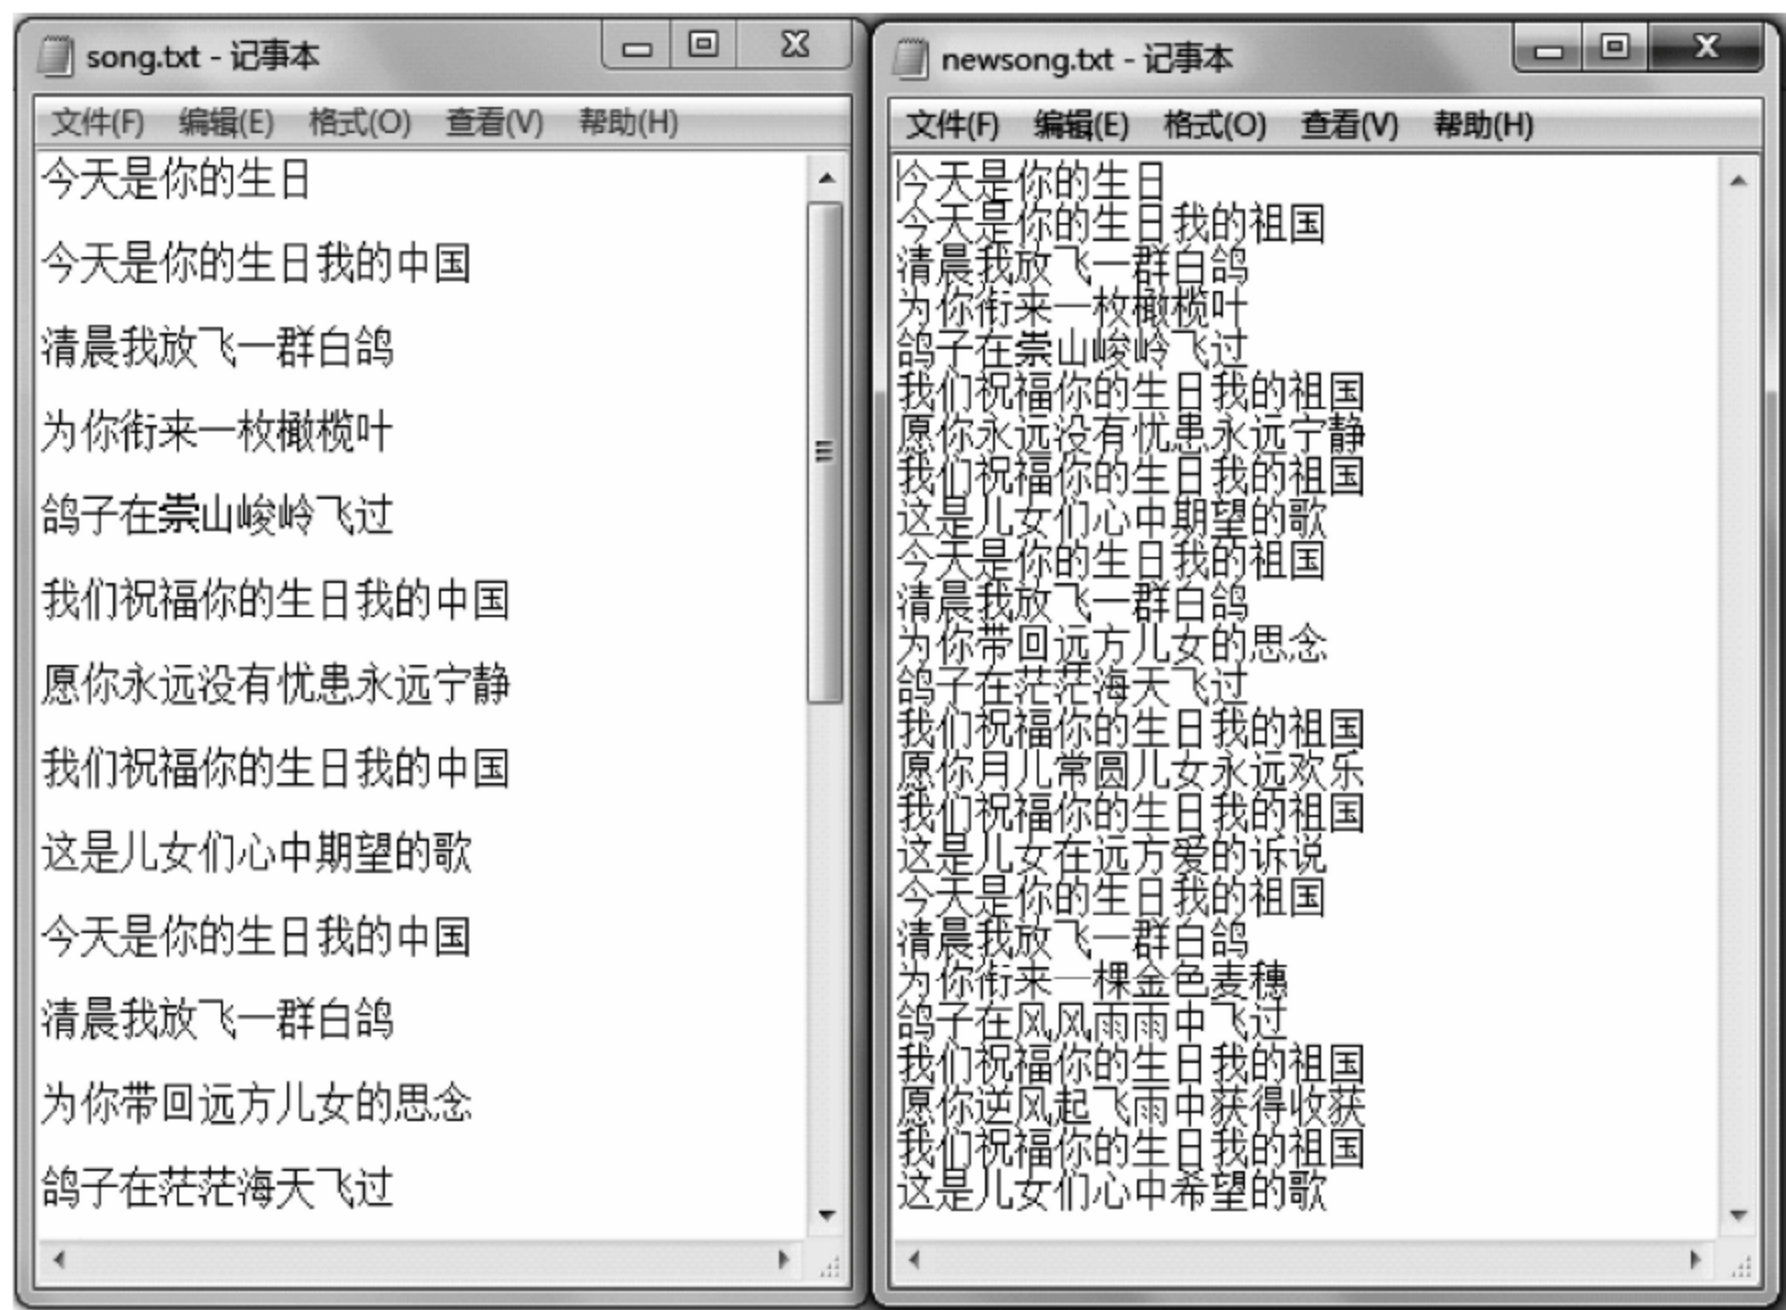 song.txt - 记事本
文件(F) 编辑(E) 格式(O) 查看(V) 帮助(H)
今天是你的生日
今天是你的生日我的中国
清晨我放飞一群白鸽
为你衔来一枚橄榄叶
鸽子在崇山峻岭飞过
我们祝福你的生日我的中国
愿你永远没有忧患永远宁静
我们祝福你的生日我的中国
这是儿女们心中期望的歌
今天是你的生日我的中国
清晨我放飞一群白鸽
为你带回远方儿女的思念
鸽子在茫茫海天飞过
newsong.txt - 记事本
文件(F) 编辑(E) 格式(O) 查看(V) 帮助(H)
今天是你的生日
今天是你的生日我的祖国
清晨我放飞一群白鸽
为你衔来一枚橄榄叶
鸽子在崇山峻岭飞过
我们祝福你的生日我的祖国
愿你永远没有忧患永远宁静
我们祝福你的生日我的祖国
这是儿女们心中期望的歌
今天是你的生日我的祖国
清晨我放飞一群白鸽
为你带回远方儿女的思念
鸽子在茫茫海天飞过
我们祝福你的生日我的祖国
愿你月儿常圆儿女永远欢乐
我们祝福你的生日我的祖国
这是儿女在远方爱的诉说
今天是你的生日我的祖国
清晨我放飞一群白鸽
为你衔来一棵金色麦穗
鸽子在风风雨雨中飞过
我们祝福你的生日我的祖国
愿你逆风起飞雨中获得收获
我们祝福你的生日我的祖国
这是儿女们心中希望的歌